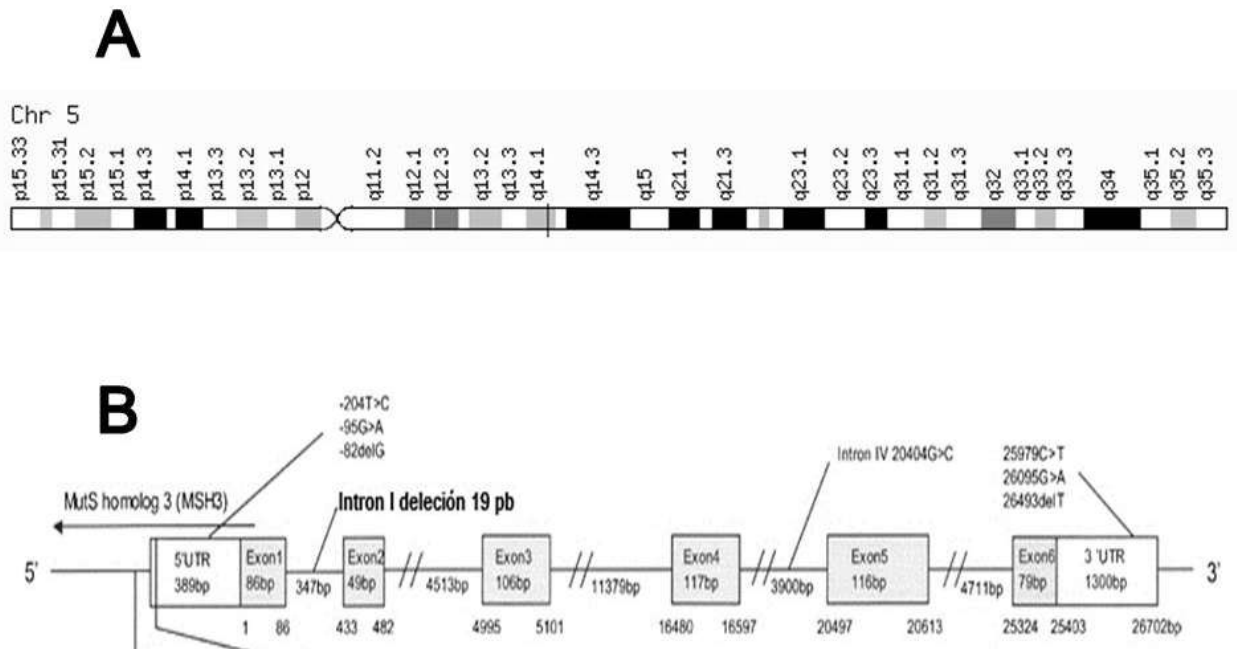 A
Chr 5
p15.33 p15.31 p15.2 p15.1 p14.3 p14.1 p13.3 p13.2 p13.1 p12 q11.2 q12.1 q12.3 q13.2 q13.3 q14.1 q14.3 q15 q21.1 q21.3 q23.1 q23.2 q23.3 q31.1 q31.2 q31.3 q32 q33.1 q33.2 q33.3 q34 q35.1 q35.2 q35.3
B
-204T>C
-95G>A
-82delG
Intron IV 20404G>C
25979C>T
26095G>A
26493delT
MutS homolog 3 (MSH3)
Intron I deleción 19 pb
5'
5'UTR
389bp
Exon1
86bp
347bp
Exon2
49bp
4513bp
Exon3
106bp
11379bp
Exon4
117bp
3900bp
Exon5
116bp
4711bp
Exon6
79bp
3 'UTR
1300bp
3'
1 86 433 482 4995 5101 16480 16597 20497 20613 25324 25403 26702bp